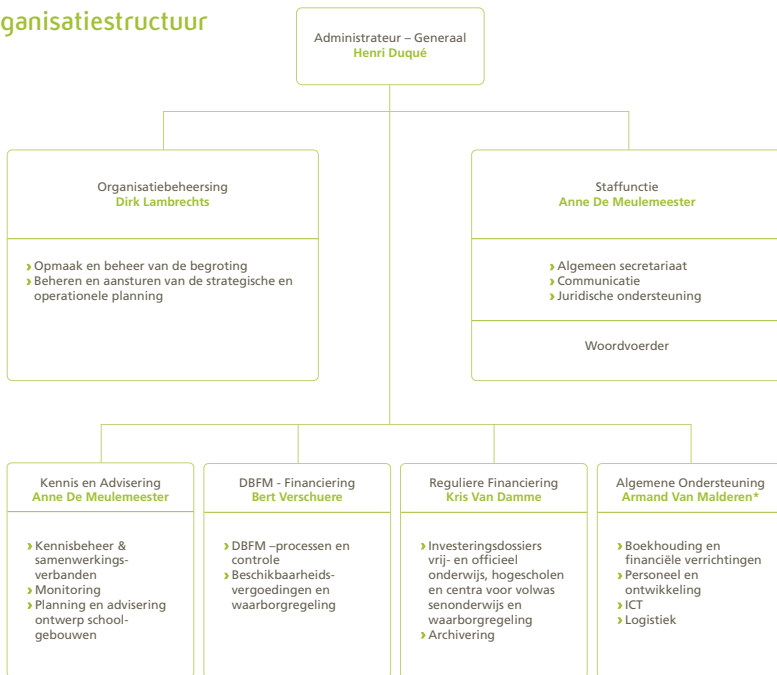 ganisatiestructuur
Administrateur – Generaal
Henri Duqué
Organisatiebeheersing
Dirk Lambrechts
› Opmaak en beheer van de begroting
› Beheren en aansturen van de strategische en
operationele planning
Staffunctie
Anne De Meulemeester
› Algemeen secretariaat
› Communicatie
› Juridische ondersteuning
Woordvoerder
Kennis en Advisering
Anne De Meulemeester
› Kennisbeheer &
samenwerkings-
verbanden
› Monitoring
› Planning en advisering
ontwerp school-
gebouwen
DBFM - Financiering
Bert Verschuere
› DBFM –processen en
controle
› Beschikbaarheids-
vergoedingen en
waarborgregeling
Reguliere Financiering
Kris Van Damme
› Investeringsdossiers
vrij- en officieel
onderwijs, hogescholen
en centra voor volwas
senonderwijs en
waarborgregeling
› Archivering
Algemene Ondersteuning
Armand Van Malderen*
› Boekhouding en
financiële verrichtingen
› Personeel en
ontwikkeling
› ICT
› Logistiek